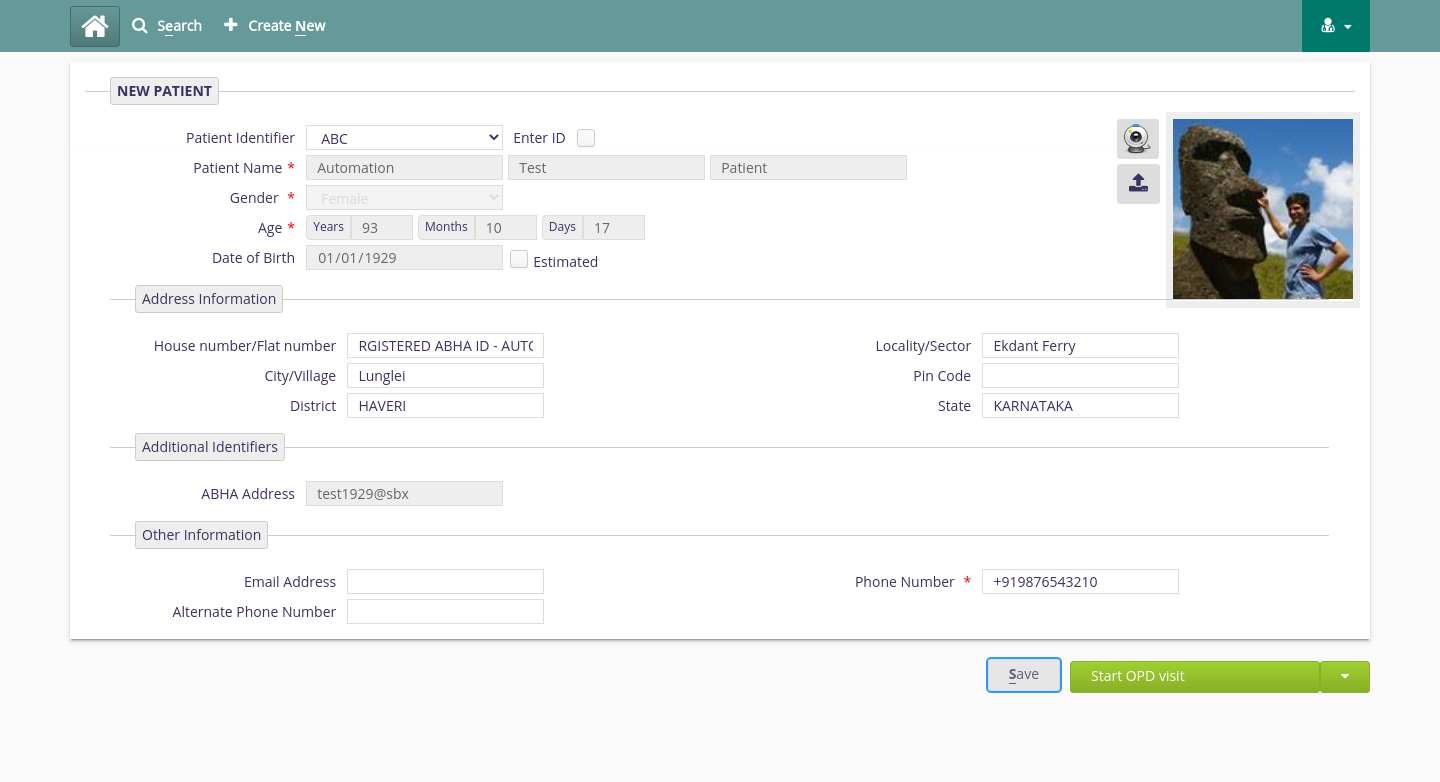 Search Create New
NEW PATIENT
Patient Identifier ABC Enter ID
Patient Name * Automation Test Patient
Gender * Female
Age * Years 93 Months 10 Days 17
Date of Birth 01/01/1929 Estimated
Address Information
House number/Flat number RGISTERED ABHA ID - AUTO Locality/Sector Ekdant Ferry
City/Village Lunglei Pin Code
District HAVERI State KARNATAKA
Additional Identifiers
ABHA Address test1929@sbx
Other Information
Email Address Phone Number * +919876543210
Alternate Phone Number
Save Start OPD visit